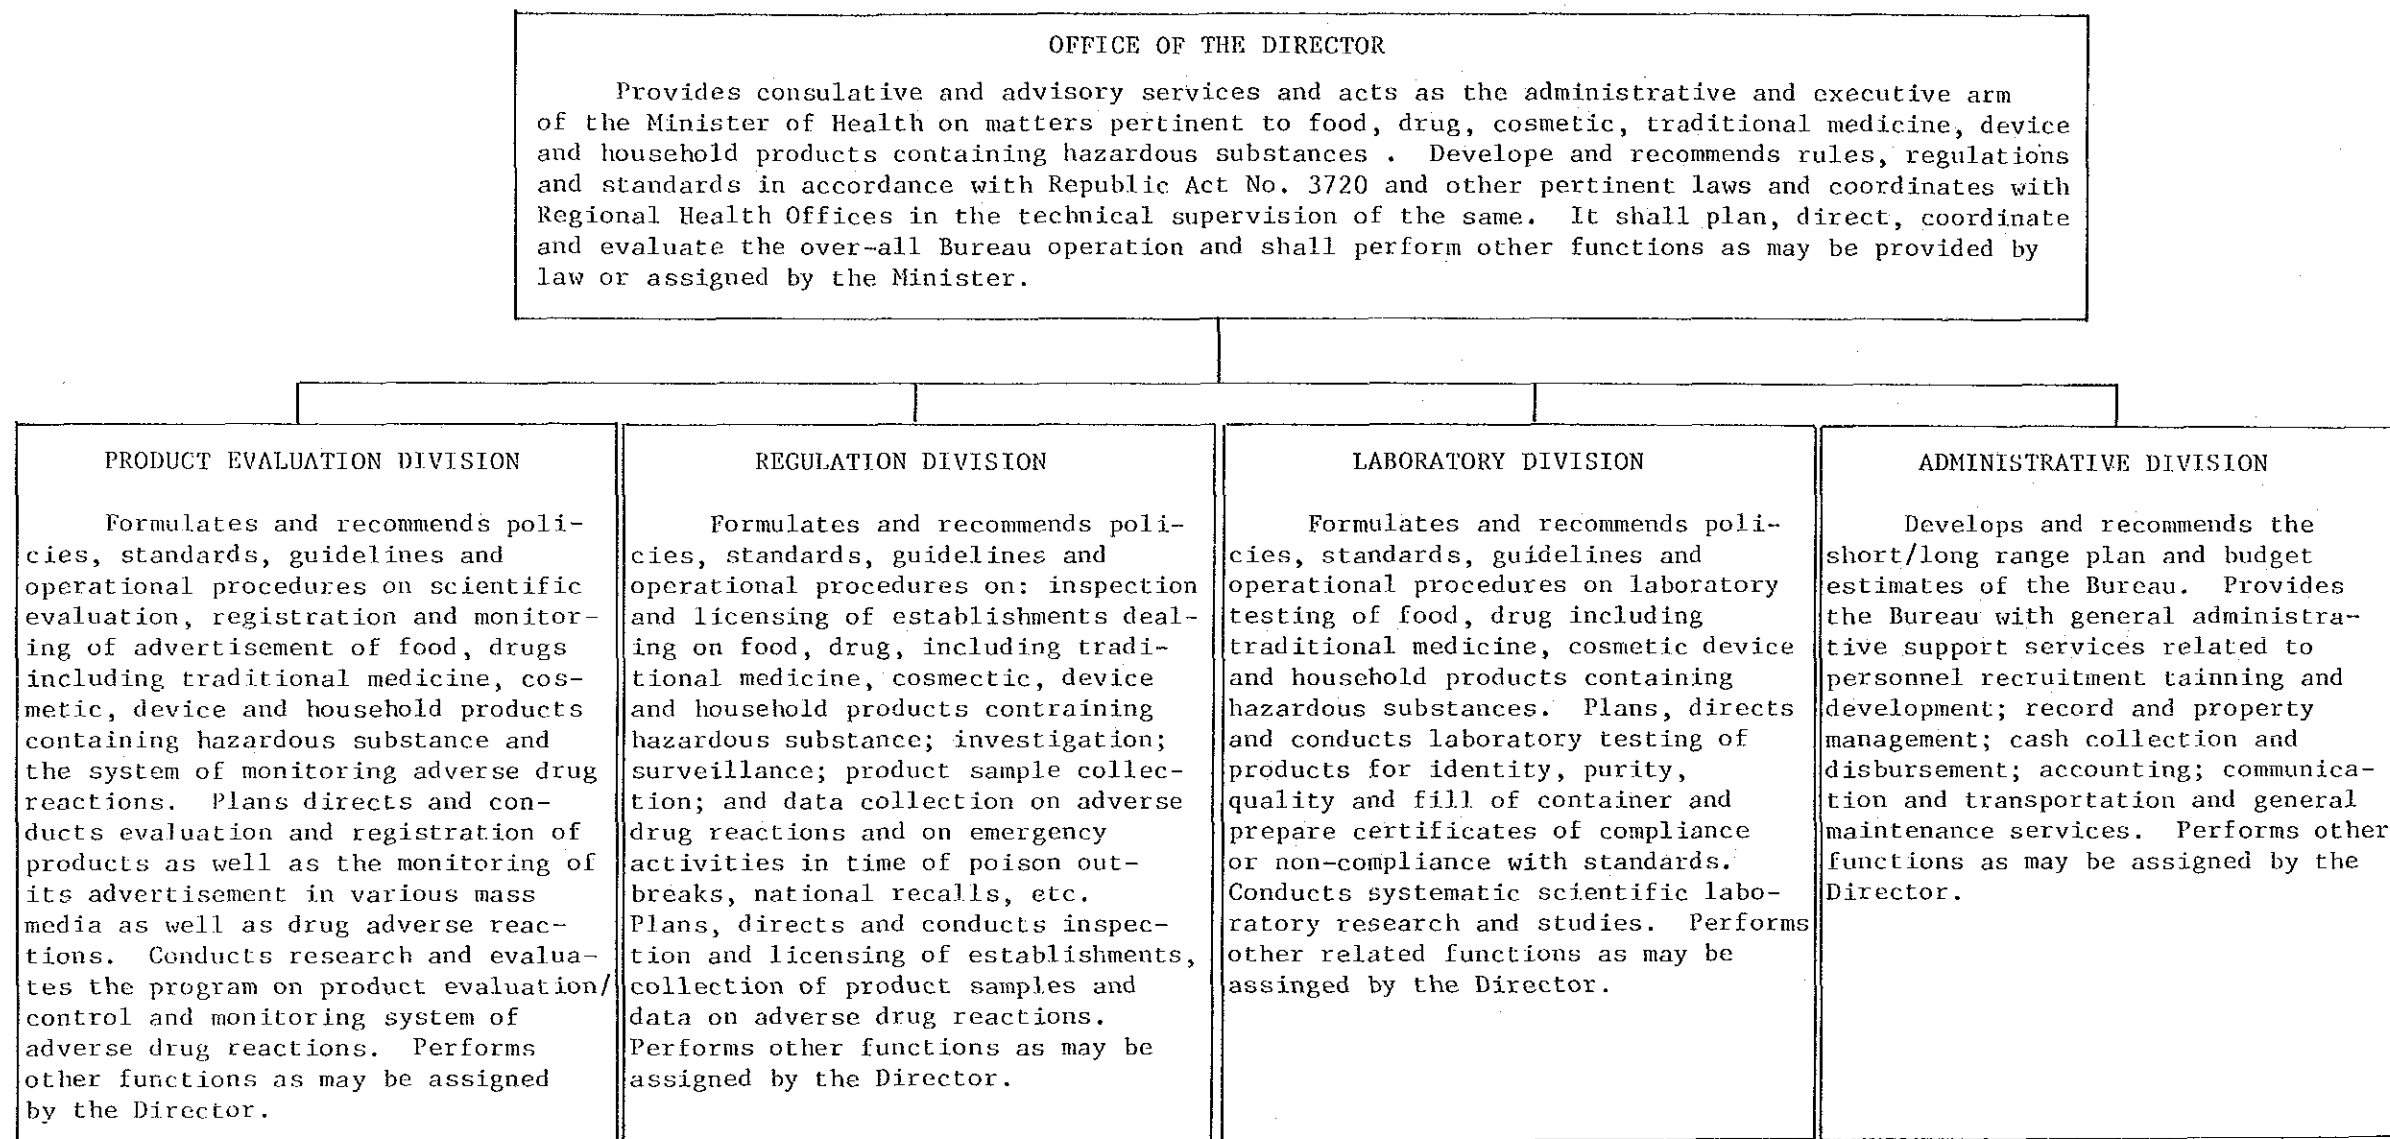 OFFICE OF THE DIRECTOR
Provides consulative and advisory services and acts as the administrative and executive arm
of the Minister of Health on matters pertinent to food, drug, cosmetic, traditional medicine, device
and household products containing hazardous substances . Develope and recommends rules, regulations
and standards in accordance with Republic Act No. 3720 and other pertinent laws and coordinates with
Regional Health Offices in the technical supervision of the same. It shall plan, direct, coordinate
and evaluate the over-all Bureau operation and shall perform other functions as may be provided by
law or assigned by the Minister.
PRODUCT EVALUATION DIVISION
Formulates and recommends poli-
cies, standards, guidelines and
operational procedures on scientific
evaluation, registration and monitor-
ing of advertisement of food, drugs
including traditional medicine, cos-
metic, device and household products
containing hazardous substance and
the system of monitoring adverse drug
reactions. Plans directs and con-
ducts evaluation and registration of
products as well as the monitoring of
its advertisement in various mass
media as well as drug adverse reac-
tions. Conducts research and evalua-
tes the program on product evaluation/
control and monitoring system of
adverse drug reactions. Performs
other functions as may be assigned
by the Director.
REGULATION DIVISION
Formulates and recommends poli-
cies, standards, guidelines and
operational procedures on: inspection
and licensing of establishments deal-
ing on food, drug, including tradi-
tional medicine, cosmectic, device
and household products contraining
hazardous substance; investigation;
surveillance; product sample collec-
tion; and data collection on adverse
drug reactions and on emergency
activities in time of poison out-
breaks, national recalls, etc.
Plans, directs and conducts inspec-
tion and licensing of establishments,
collection of product samples and
data on adverse drug reactions.
Performs other functions as may be
assigned by the Director.
LABORATORY DIVISION
Formulates and recommends poli-
cies, standards, guidelines and
operational procedures on laboratory
testing of food, drug including
traditional medicine, cosmetic device
and household products containing
hazardous substances. Plans, directs
and conducts laboratory testing of
products for identity, purity,
quality and fill of container and
prepare certificates of compliance
or non-compliance with standards.
Conducts systematic scientific labo-
ratory research and studies. Performs
other related functions as may be
assinged by the Director.
ADMINISTRATIVE DIVISION
Develops and recommends the
short/long range plan and budget
estimates of the Bureau. Provides
the Bureau with general administra-
tive support services related to
personnel recruitment tainning and
development; record and property
management; cash collection and
disbursement; accounting; communica-
tion and transportation and general
maintenance services. Performs other
functions as may be assigned by the
Director.